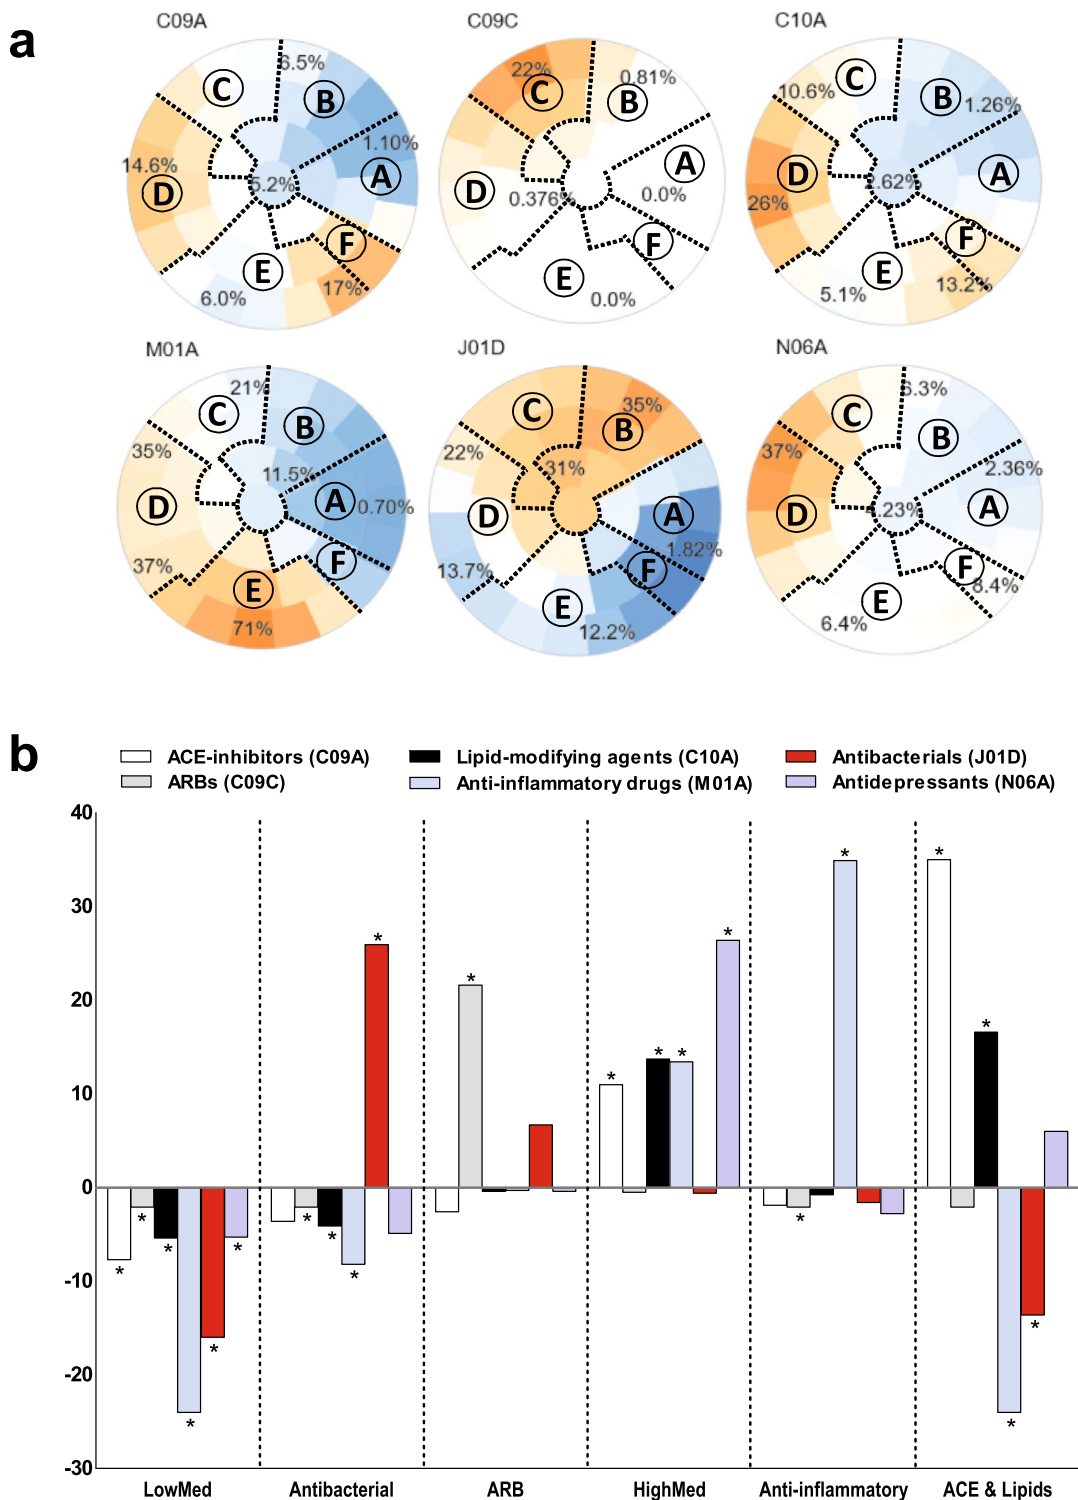 a
C09A C09C C10A
6.5% C B 1.10% A 14.6% D 5.2% F E 17% 6.0%
22% C 0.81% B A D 0.376% 0.0% F E 0.0%
C 10.6% B 1.26% D A 2.62% 26% F E 13.2% 5.1%
M01A J01D N06A
21% C B 35% 11.5% A 0.70% D F 37% E 71%
C 35% B 22% 31% D A 1.82% F 13.7% E 12.2%
6.3% C B 37% 2.36% D A 4.23% F 8.4% E 6.4%
b
ACE-inhibitors (C09A) Lipid-modifying agents (C10A) Antibacterials (J01D)
ARBs (C09C) Anti-inflammatory drugs (M01A) Antidepressants (N06A)
40
30
20
10
0
-10
-20
-30
* * * * * *
* * * *
*
* * * *
* *
* * * *
LowMed Antibacterial ARB HighMed Anti-inflammatory ACE & Lipids